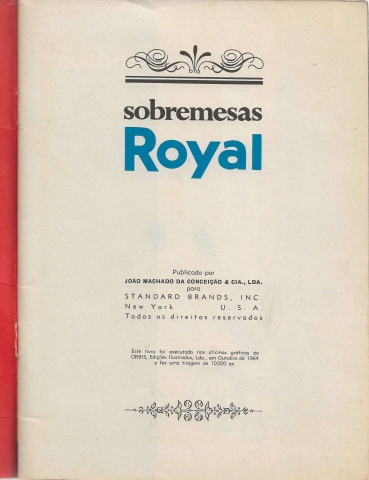 sobremesas
Royal
Publicado por
JOÃO MACHADO DA CONCEIÇÃO & CIA., LDA.
para
STANDARD BRANDS, INC.
New York U. S. A.
Todos os direitos reservados
Este livro foi executado nas oficinas gráficas da
ORBIS, Edições Ilustradas, Lda., em Outubro de 1964
e fez uma tiragem de 10000 ex.